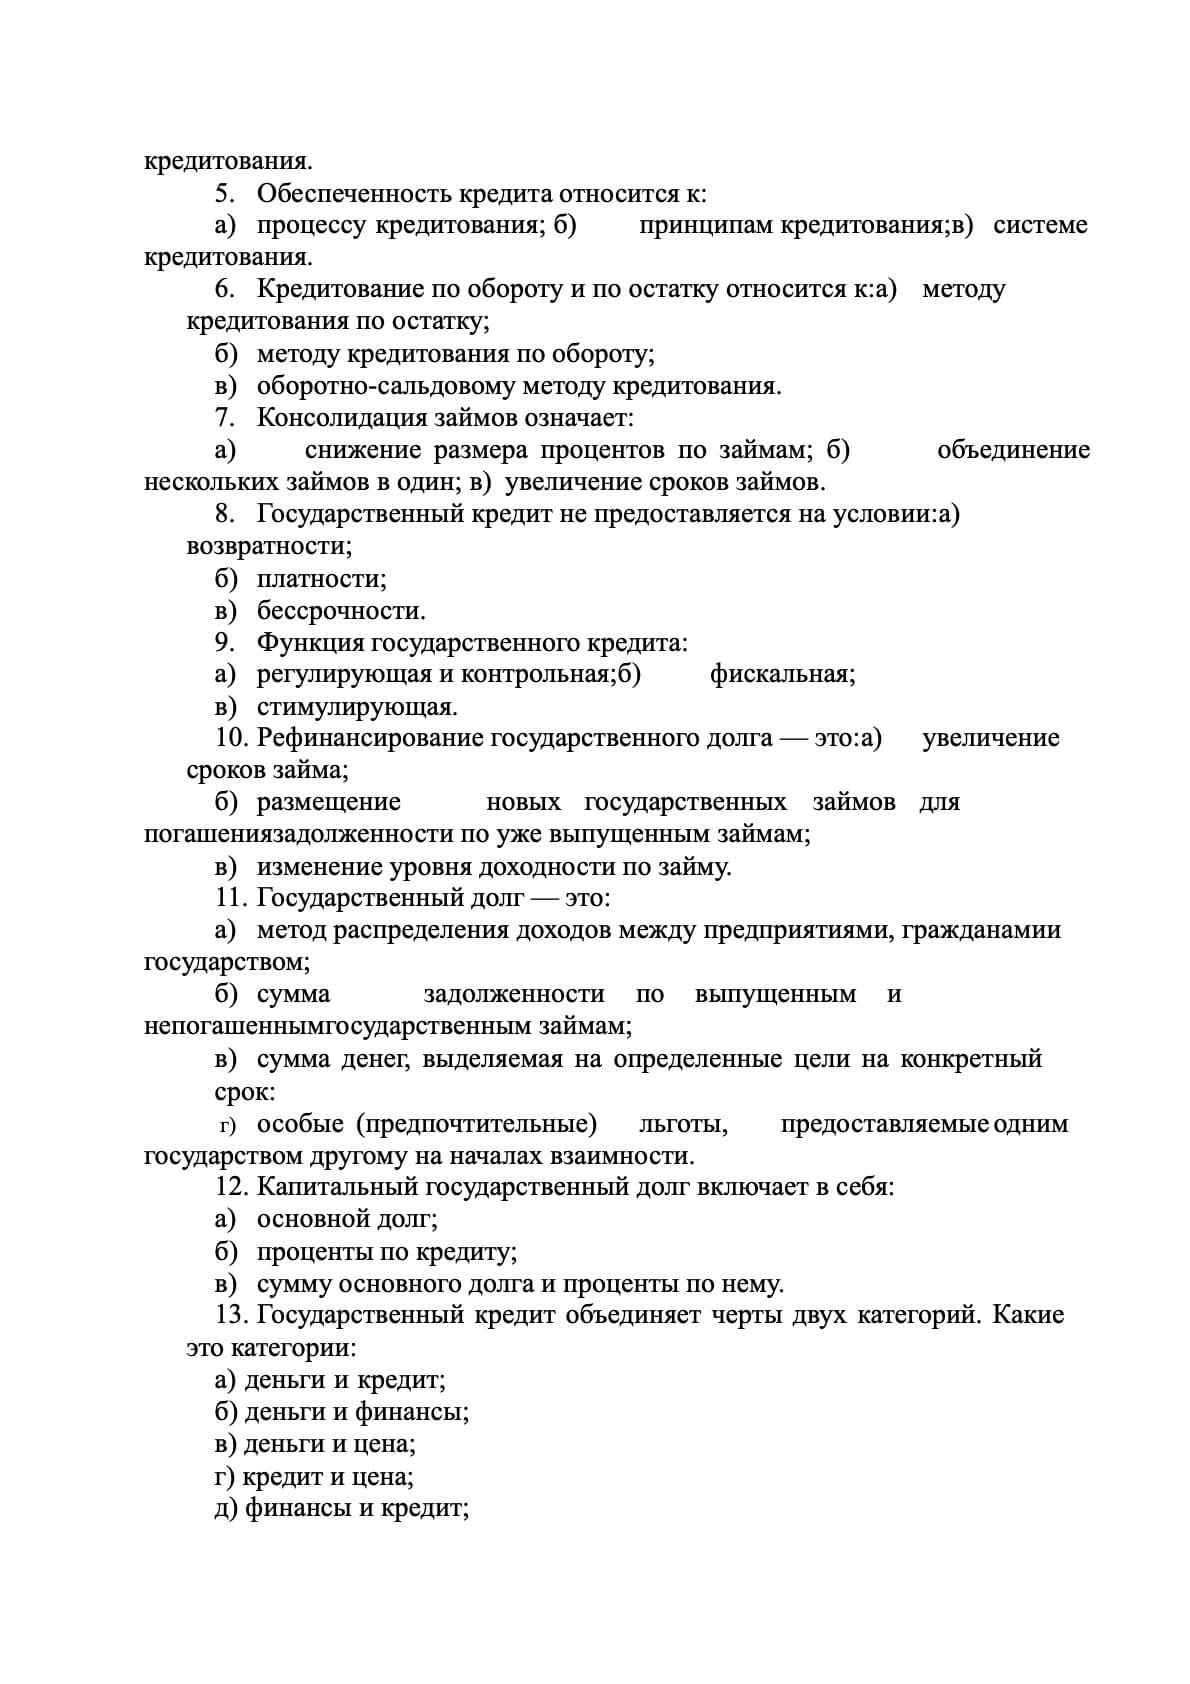 кредитования.
5. Обеспеченность кредита относится к:
а) процессу кредитования; б) принципам кредитования;в) системе
кредитования.
6. Кредитование по обороту и по остатку относится к:а) методу
кредитования по остатку;
б) методу кредитования по обороту;
в) оборотно-сальдовому методу кредитования.
7. Консолидация займов означает:
а) снижение размера процентов по займам; б) объединение
нескольких займов в один; в) увеличение сроков займов.
8. Государственный кредит не предоставляется на условии:а)
возвратности;
б) платности;
в) бессрочности.
9. Функция государственного кредита:
а) регулирующая и контрольная;б) фискальная;
в) стимулирующая.
10. Рефинансирование государственного долга — это:а) увеличение
сроков займа;
б) размещение новых государственных займов для
погашениязадолженности по уже выпущенным займам;
в) изменение уровня доходности по займу.
11. Государственный долг — это:
а) метод распределения доходов между предприятиями, гражданамии
государством;
б) сумма задолженности по выпущенным и
непогашеннымгосударственным займам;
в) сумма денег, выделяемая на определенные цели на конкретный
срок:
г) особые (предпочтительные) льготы, предоставляемые одним
государством другому на началах взаимности.
12. Капитальный государственный долг включает в себя:
а) основной долг;
б) проценты по кредиту;
в) сумму основного долга и проценты по нему.
13. Государственный кредит объединяет черты двух категорий. Какие
это категории:
а) деньги и кредит;
б) деньги и финансы;
в) деньги и цена;
г) кредит и цена;
д) финансы и кредит;